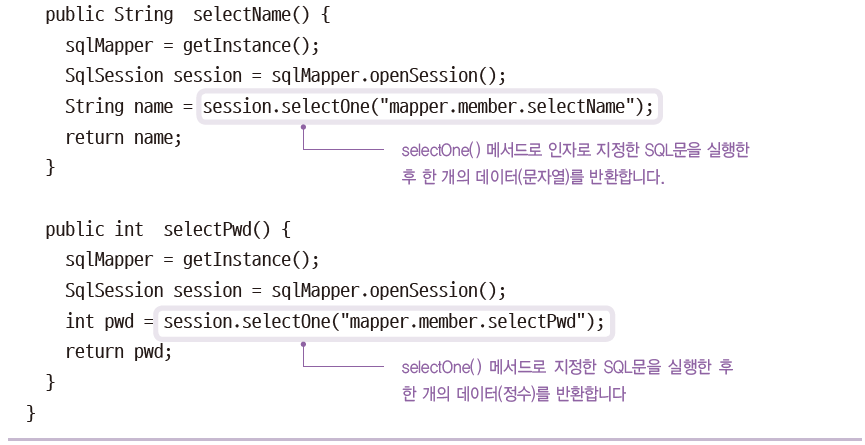 public String  selectName() {
sqlMapper = getInstance();
SqlSession session = sqlMapper.openSession();
String name = session.selectOne("mapper.member.selectName");
return name;
selectOne() 메서드로 인자로 지정한 SQL문을 실행한
후 한 개의 데이터(문자열)를 반환합니다.
}
public int  selectPwd() {
sqlMapper = getInstance();
SqlSession session = sqlMapper.openSession();
int pwd = session.selectOne("mapper.member.selectPwd");
return pwd;
selectOne() 메서드로 지정한 SQL문을 실행한 후
한 개의 데이터(정수)를 반환합니다
}
}